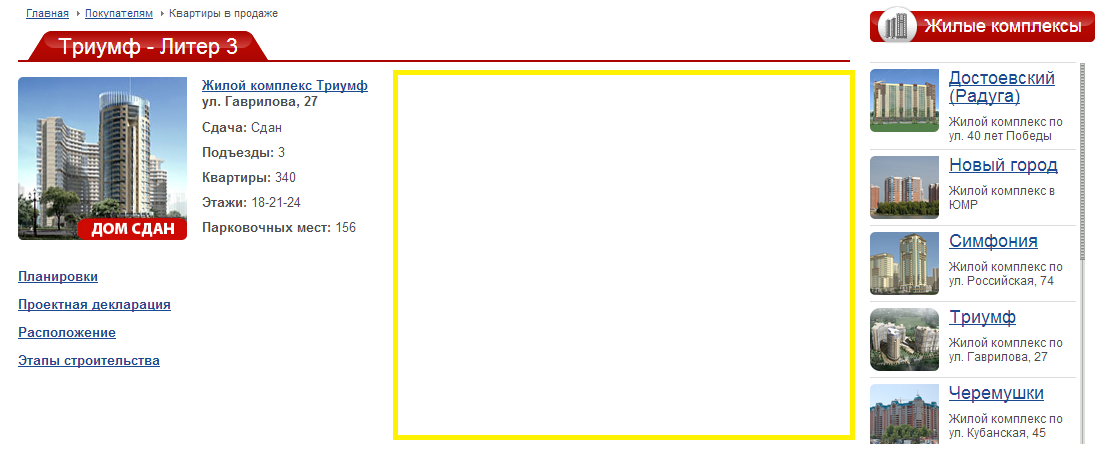 Главная Покупателям Квартиры в продаже
Триумф - Литер 3
ДОМ СДАН
Жилой комплекс Триумф
ул. Гаврилова, 27
Сдача: Сдан
Подъезды: 3
Квартиры: 340
Этажи: 18-21-24
Парковочных мест: 156
Планировки
Проектная декларация
Расположение
Этапы строительства
Жилые комплексы
Достоевский
(Радуга)
Жилой комплекс по
ул. 40 лет Победы
Новый город
Жилой комплекс в
ЮМР
Симфония
Жилой комплекс по
ул. Российская, 74
Триумф
Жилой комплекс по
ул. Гаврилова, 27
Черемушки
Жилой комплекс по
ул. Кубанская, 45